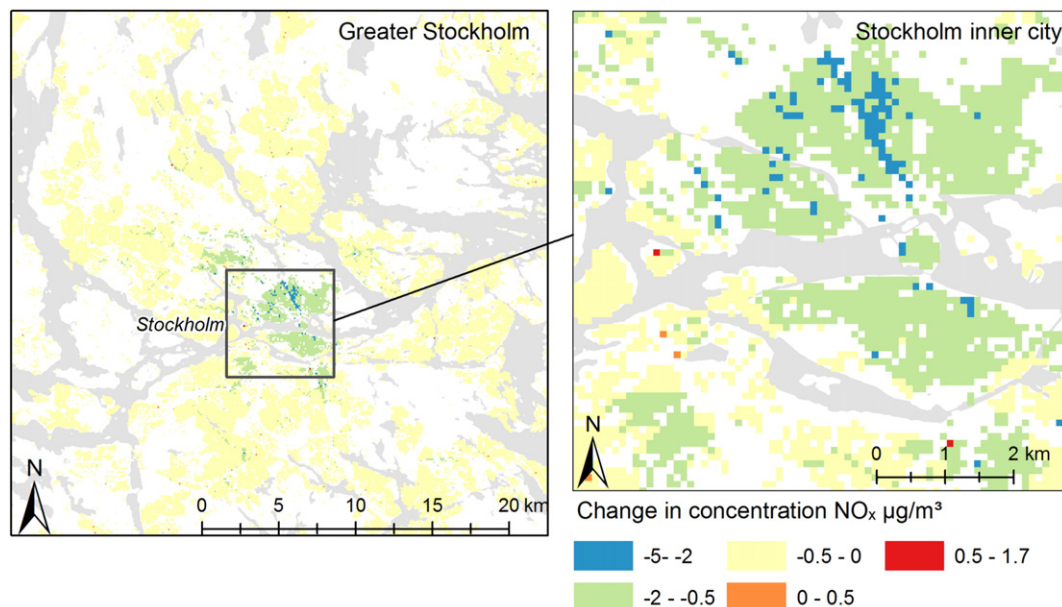 Greater Stockholm
Stockholm
N
0 5 10 15 20 km
Stockholm inner city
N
0 1 2 km
Change in concentration NOₓ µg/m³
-5- -2
-0.5 - 0
0.5 - 1.7
-2 - -0.5
0 - 0.5